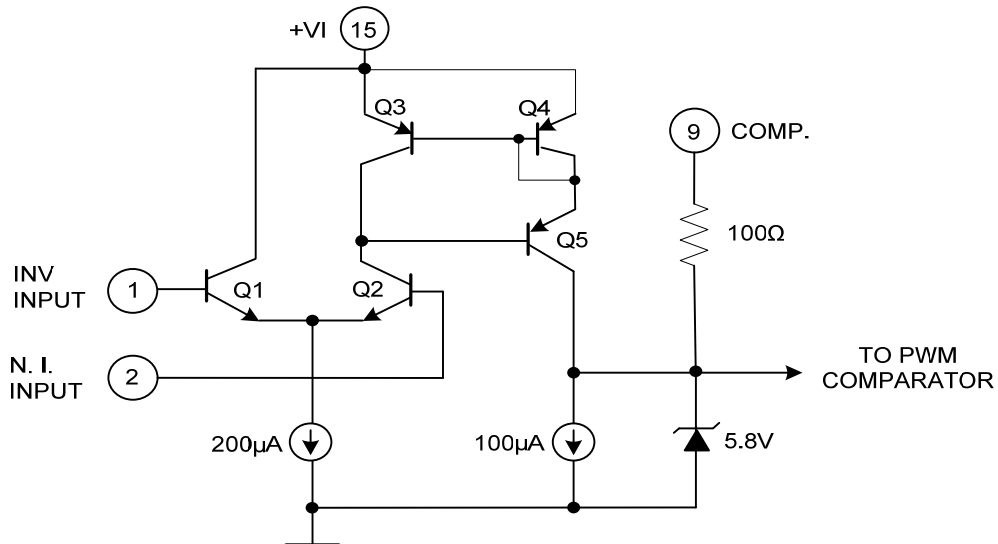 +VI
15
Q3
Q4
9
COMP.
100Ω
Q5
INV
INPUT
1
Q1
Q2
N. I.
INPUT
2
TO PWM
COMPARATOR
200µA
100µA
5.8V